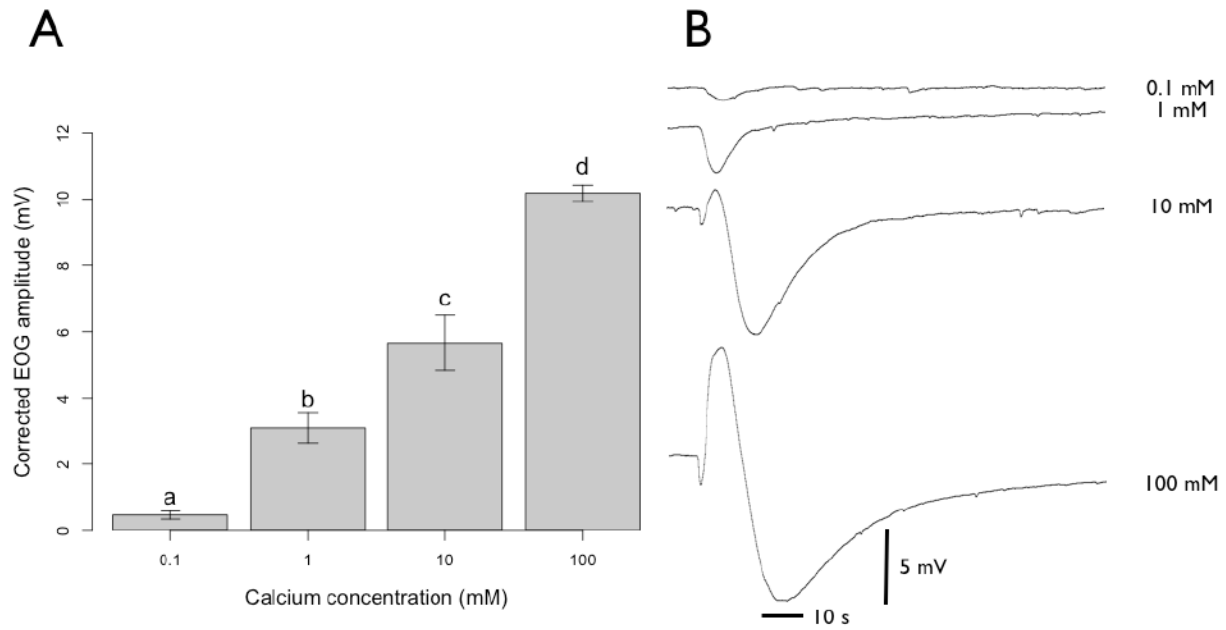 A
B
0.1 mM
1 mM
10 mM
100 mM
5 mV
10 s
Corrected EOG amplitude (mV)
12
10
8
6
4
2
0
a
b
c
d
0.1
1
10
100
Calcium concentration (mM)